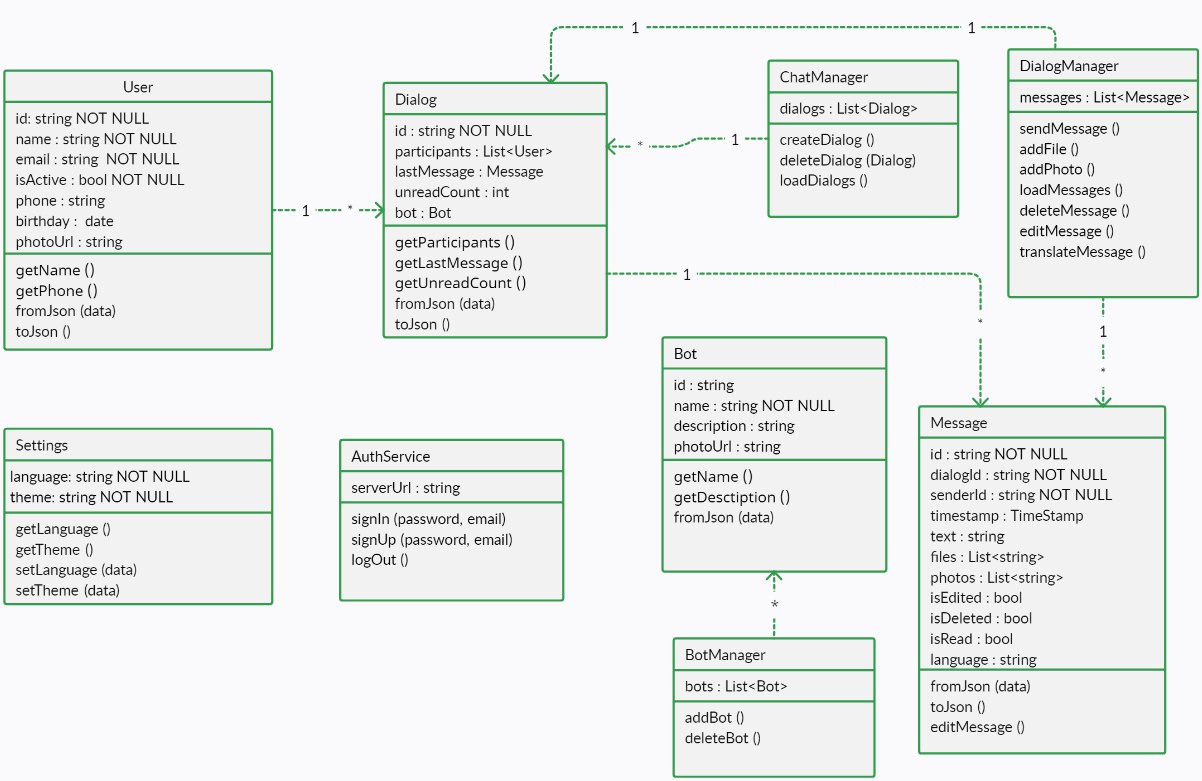 User
id: string NOT NULL
name : string NOT NULL
email : string  NOT NULL
isActive : bool NOT NULL
phone : string
birthday :  date
photoUrl : string
getName ()
getPhone ()
fromJson (data)
toJson ()
1
*
Dialog
id : string NOT NULL
participants : List<User>
lastMessage : Message
unreadCount : int
bot : Bot
getParticipants ()
getLastMessage ()
getUnreadCount ()
fromJson (data)
toJson ()
1
1
*
1
ChatManager
dialogs : List<Dialog>
createDialog ()
deleteDialog (Dialog)
loadDialogs ()
DialogManager
messages : List<Message>
sendMessage ()
addFile ()
addPhoto ()
loadMessages ()
deleteMessage ()
editMessage ()
translateMessage ()
1
*
1
*
Settings
language: string NOT NULL
theme: string NOT NULL
getLanguage ()
getTheme ()
setLanguage (data)
setTheme (data)
AuthService
serverUrl : string
signIn (password, email)
signUp (password, email)
logOut ()
Bot
id : string
name : string NOT NULL
description : string
photoUrl : string
getName ()
getDesctiption ()
fromJson (data)
*
BotManager
bots : List<Bot>
addBot ()
deleteBot ()
Message
id : string NOT NULL
dialogId : string NOT NULL
senderId : string NOT NULL
timestamp : TimeStamp
text : string
files : List<string>
photos : List<string>
isEdited : bool
isDeleted : bool
isRead : bool
language : string
fromJson (data)
toJson ()
editMessage ()